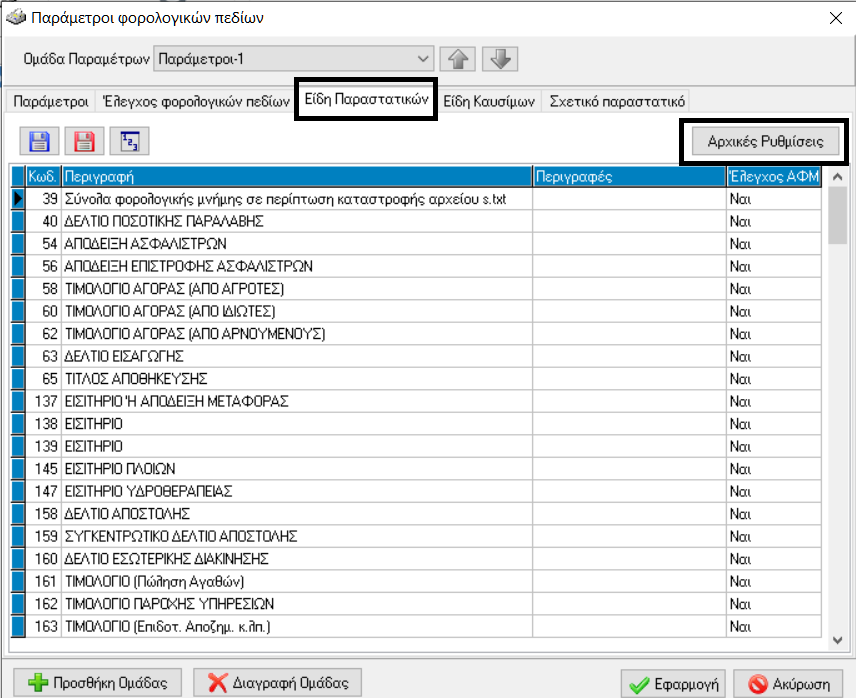 Παράμετροι φορολογικών πεδίων
Ομάδα Παραμέτρων Παράμετροι-1
Παράμετροι Έλεγχος φορολογικών πεδίων Είδη Παραστατικών Είδη Καυσίμων Σχετικό παραστατικό
Αρχικές Ρυθμίσεις
Κωδ. Περιγραφή Περιγραφές Έλεγχος ΑΦΜ
39 Σύνολα φορολογικής μνήμης σε περίπτωση καταστροφής αρχείου s.txt Ναι
40 ΔΕΛΤΙΟ ΠΟΣΟΤΙΚΗΣ ΠΑΡΑΛΑΒΗΣ Ναι
54 ΑΠΟΔΕΙΞΗ ΑΣΦΑΛΙΣΤΡΩΝ Ναι
56 ΑΠΟΔΕΙΞΗ ΕΠΙΣΤΡΟΦΗΣ ΑΣΦΑΛΙΣΤΡΩΝ Ναι
58 ΤΙΜΟΛΟΓΙΟ ΑΓΟΡΑΣ (ΑΠΟ ΑΓΡΟΤΕΣ) Ναι
60 ΤΙΜΟΛΟΓΙΟ ΑΓΟΡΑΣ (ΑΠΟ ΙΔΙΩΤΕΣ) Ναι
62 ΤΙΜΟΛΟΓΙΟ ΑΓΟΡΑΣ (ΑΠΟ ΑΡΝΟΥΜΕΝΟΥΣ) Ναι
63 ΔΕΛΤΙΟ ΕΙΣΑΓΩΓΗΣ Ναι
65 ΤΙΤΛΟΣ ΑΠΟΘΗΚΕΥΣΗΣ Ναι
137 ΕΙΣΙΤΗΡΙΟ Ή ΑΠΟΔΕΙΞΗ ΜΕΤΑΦΟΡΑΣ Ναι
138 ΕΙΣΙΤΗΡΙΟ Ναι
139 ΕΙΣΙΤΗΡΙΟ Ναι
145 ΕΙΣΙΤΗΡΙΟ ΠΛΟΙΩΝ Ναι
147 ΕΙΣΙΤΗΡΙΟ ΥΔΡΟΘΕΡΑΠΕΙΑΣ Ναι
158 ΔΕΛΤΙΟ ΑΠΟΣΤΟΛΗΣ Ναι
159 ΣΥΓΚΕΝΤΡΩΤΙΚΟ ΔΕΛΤΙΟ ΑΠΟΣΤΟΛΗΣ Ναι
160 ΔΕΛΤΙΟ ΕΣΩΤΕΡΙΚΗΣ ΔΙΑΚΙΝΗΣΗΣ Ναι
161 ΤΙΜΟΛΟΓΙΟ (Πώληση Αγαθών) Ναι
162 ΤΙΜΟΛΟΓΙΟ ΠΑΡΟΧΗΣ ΥΠΗΡΕΣΙΩΝ Ναι
163 ΤΙΜΟΛΟΓΙΟ (Επιδοτ. Αποζημ. κ.λπ.) Ναι
Προσθήκη Ομάδας Διαγραφή Ομάδας Εφαρμογή Ακύρωση